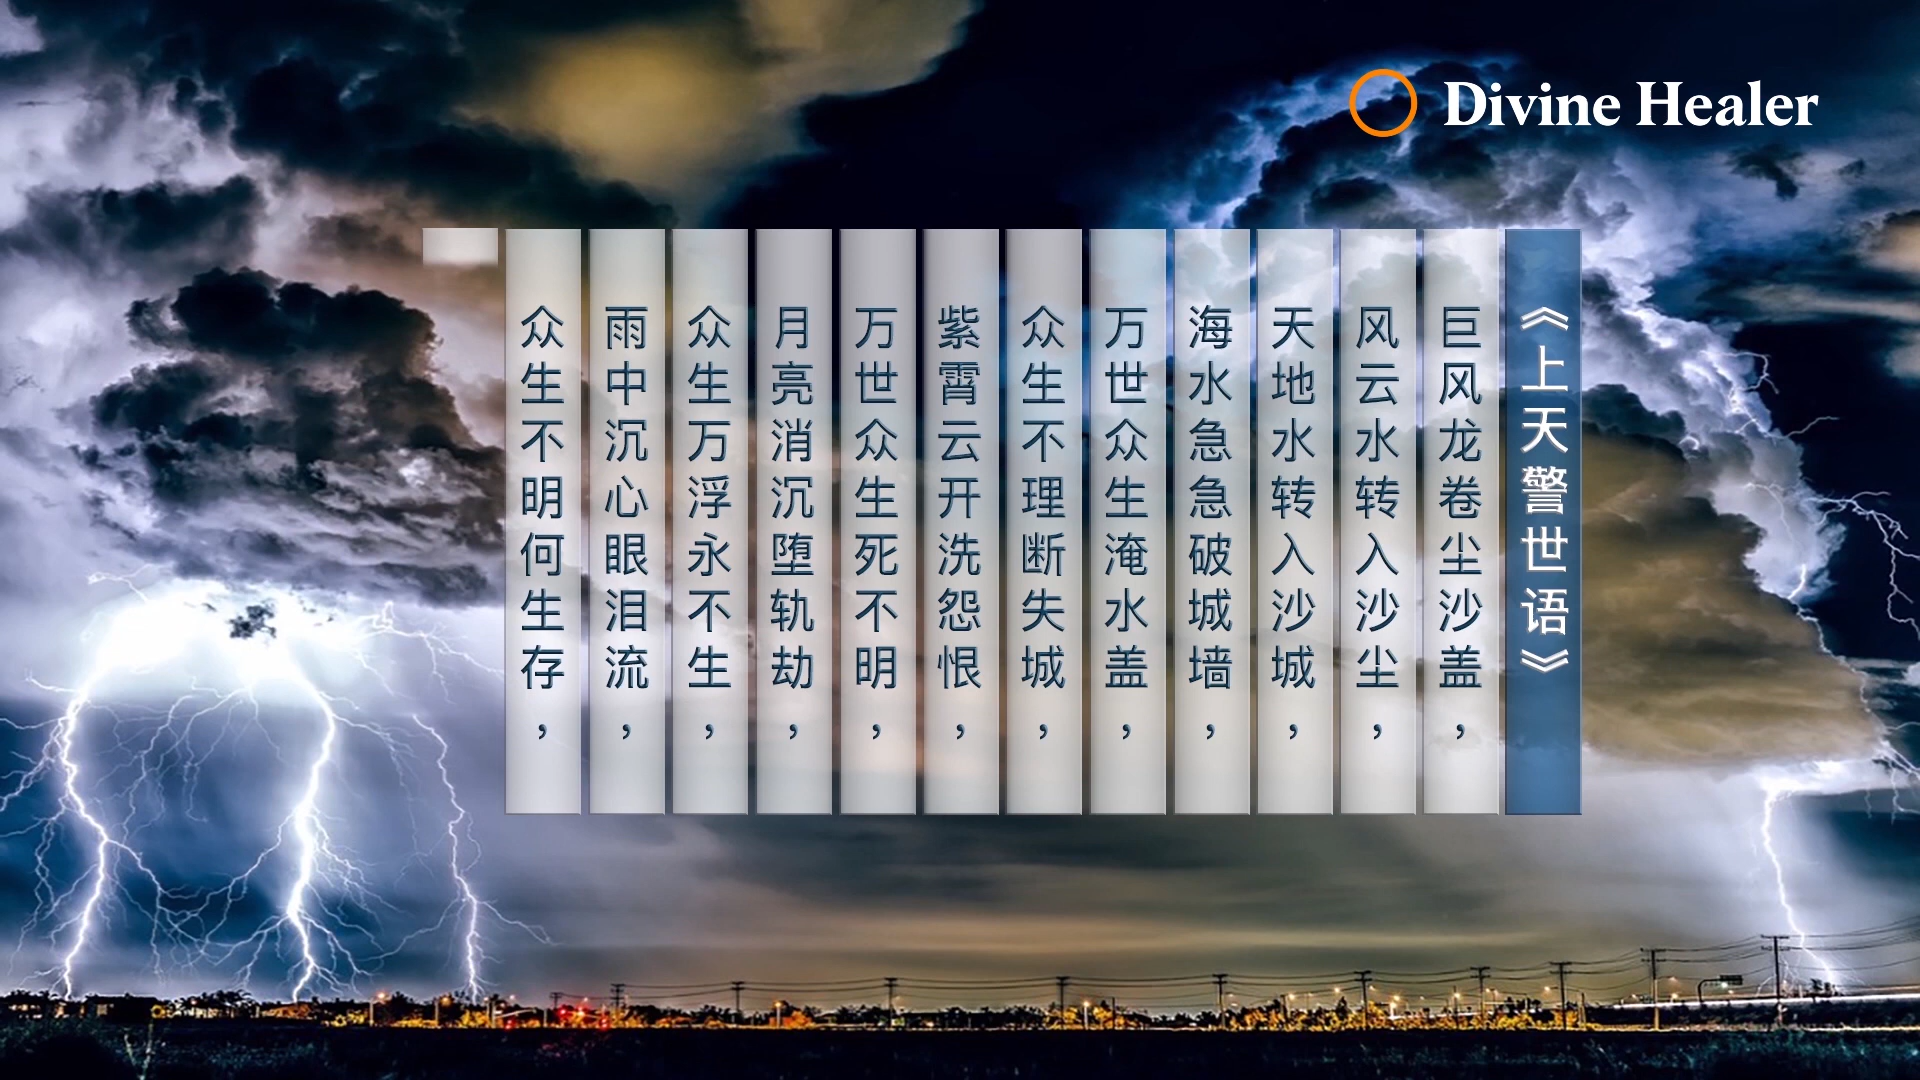 Divine Healer
《上天警世语》
巨风龙卷尘沙盖，
风云水转入沙尘，
天地水转入沙城，
海水急急破城墙，
万世众生淹水盖，
众生不理断失城，
紫霄云开洗怨恨，
万世众生死不明，
月亮消沉堕轨劫，
众生万浮永不生，
雨中沉心眼泪流，
众生不明何生存，